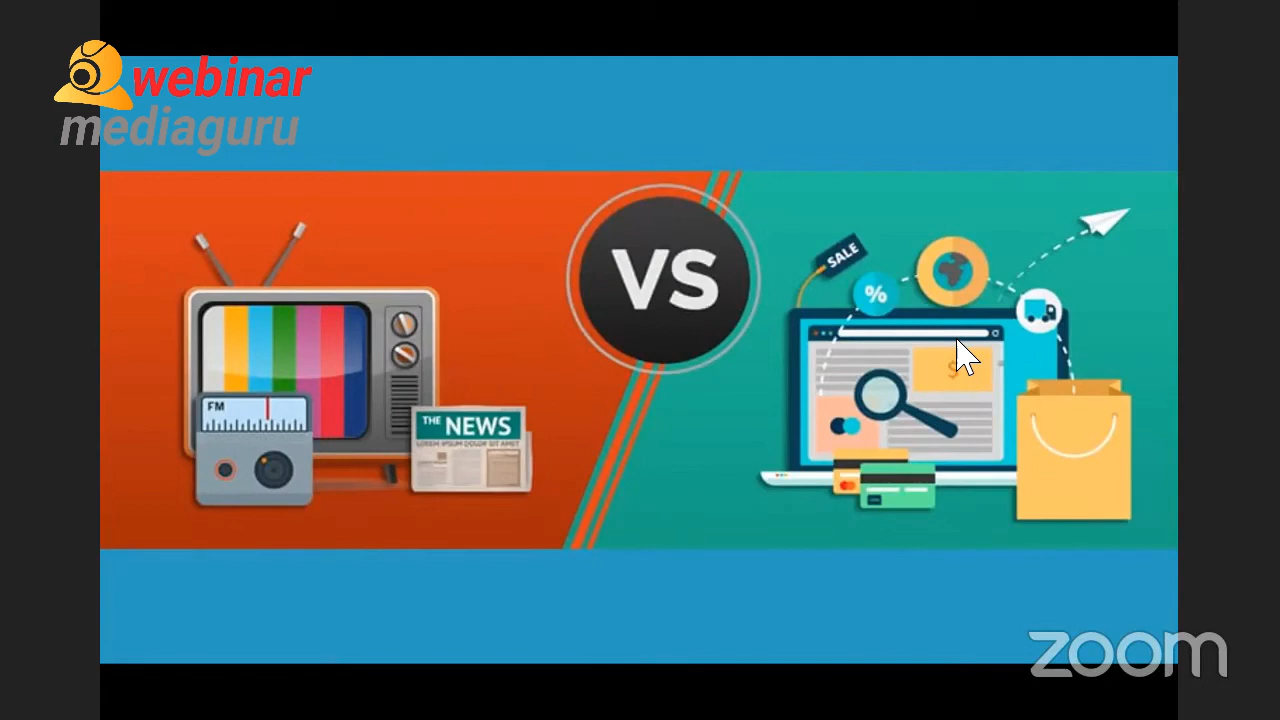 webinar
mediaguru
VS
SALE
%
$
FM
THE NEWS
LOREM IPSUM DOLOR SIT AMET
zoom